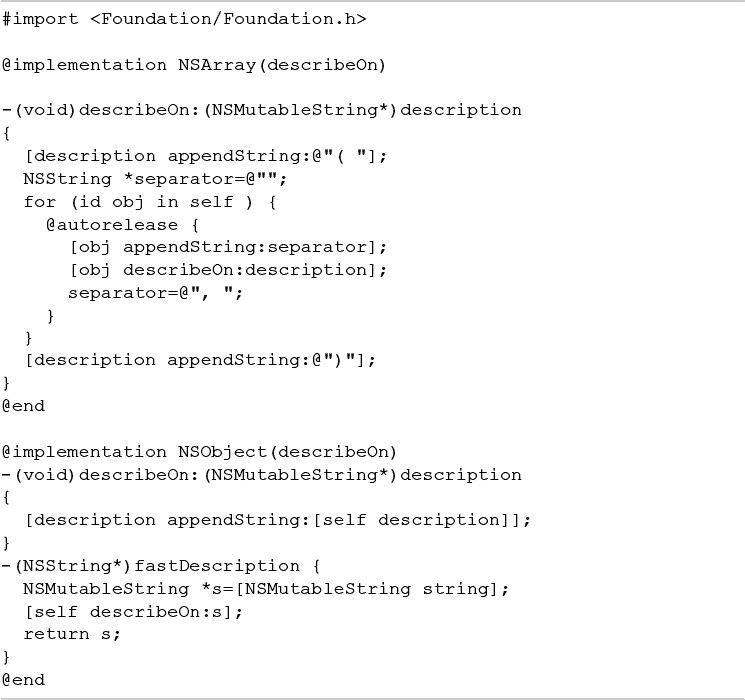 #import <Foundation/Foundation.h>

@implementation NSArray(describeOn)

-(void)describeOn:(NSMutableString*)description
{
  [description appendString:@"( "];
  NSString *separator=@"";
  for (id obj in self ) {
    @autorelease {
      [obj appendString:separator];
      [obj describeOn:description];
      separator=@", ";
    }
  }
  [description appendString:@")"];
}
@end

@implementation NSObject(describeOn)
-(void)describeOn:(NSMutableString*)description
{
  [description appendString:[self description]];
}
-(NSString*)fastDescription {
  NSMutableString *s=[NSMutableString string];
  [self describeOn:s];
  return s;
}
@end